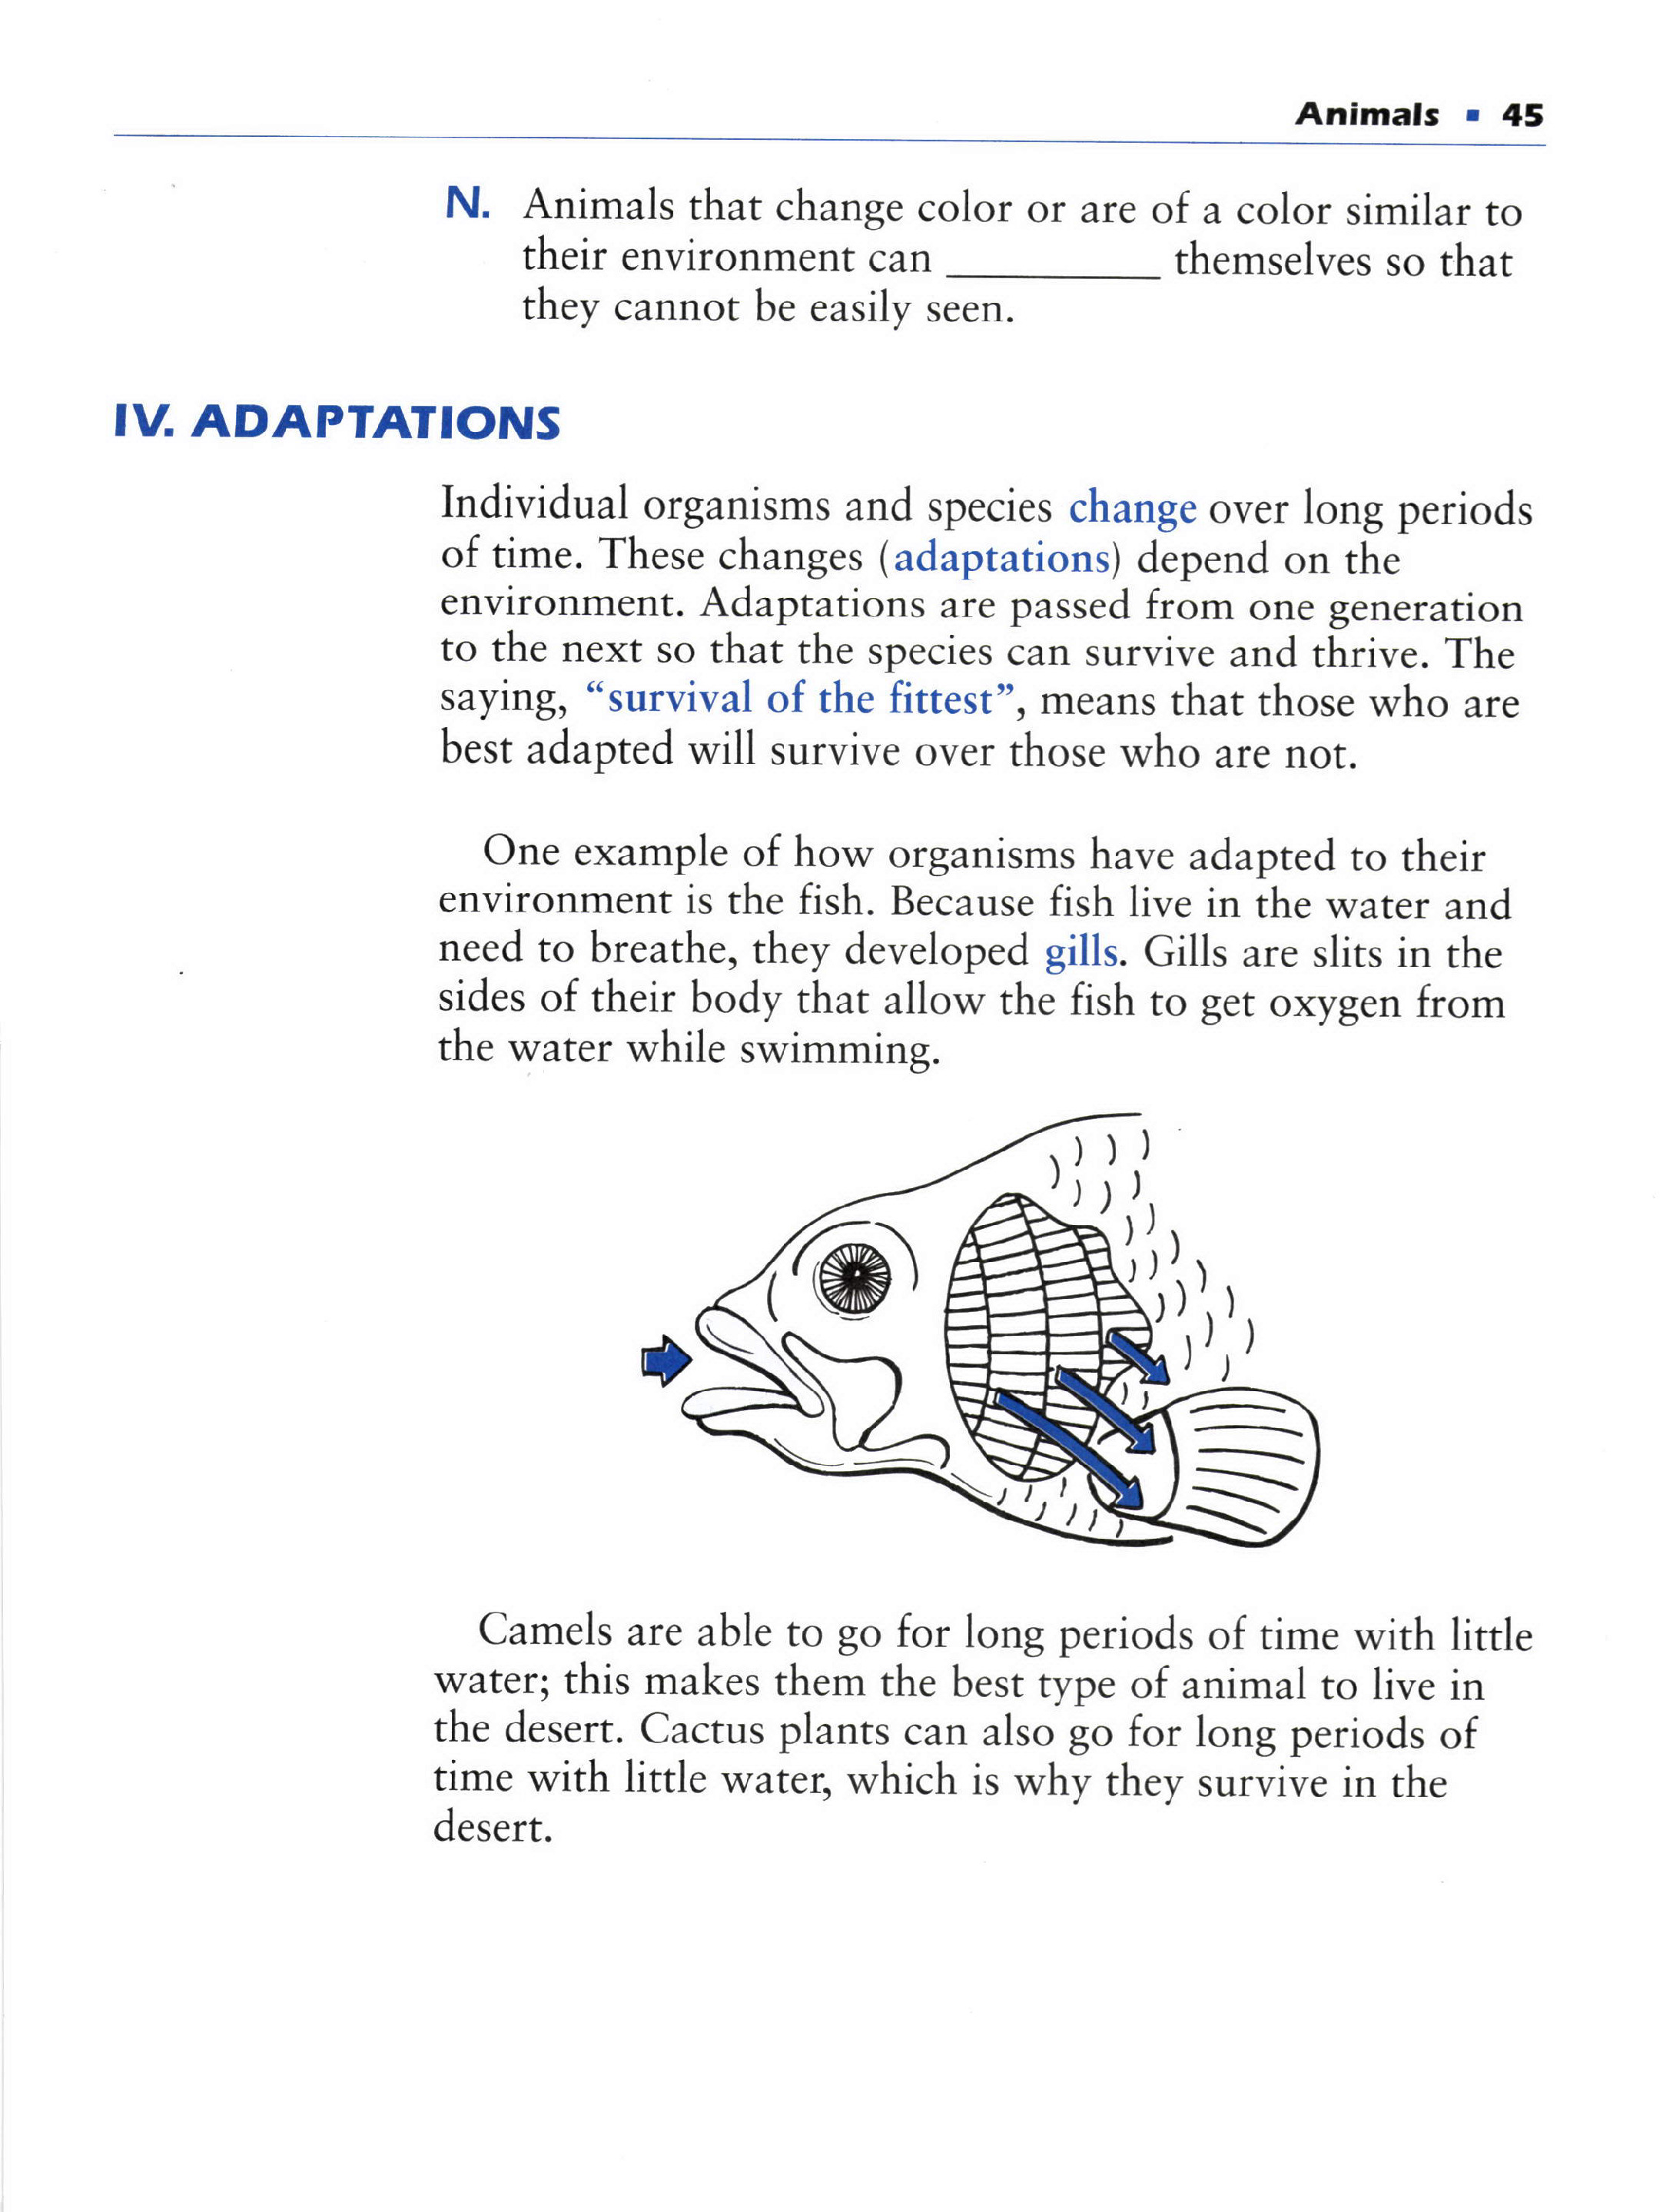 Animals ▪ 45
N. Animals that change color or are of a color similar to
their environment can __________ themselves so that
they cannot be easily seen.
IV. ADAPTATIONS
Individual organisms and species change over long periods
of time. These changes (adaptations) depend on the
environment. Adaptations are passed from one generation
to the next so that the species can survive and thrive. The
saying, “survival of the fittest”, means that those who are
best adapted will survive over those who are not.
One example of how organisms have adapted to their
environment is the fish. Because fish live in the water and
need to breathe, they developed gills. Gills are slits in the
sides of their body that allow the fish to get oxygen from
the water while swimming.
Camels are able to go for long periods of time with little
water; this makes them the best type of animal to live in
the desert. Cactus plants can also go for long periods of
time with little water, which is why they survive in the
desert.